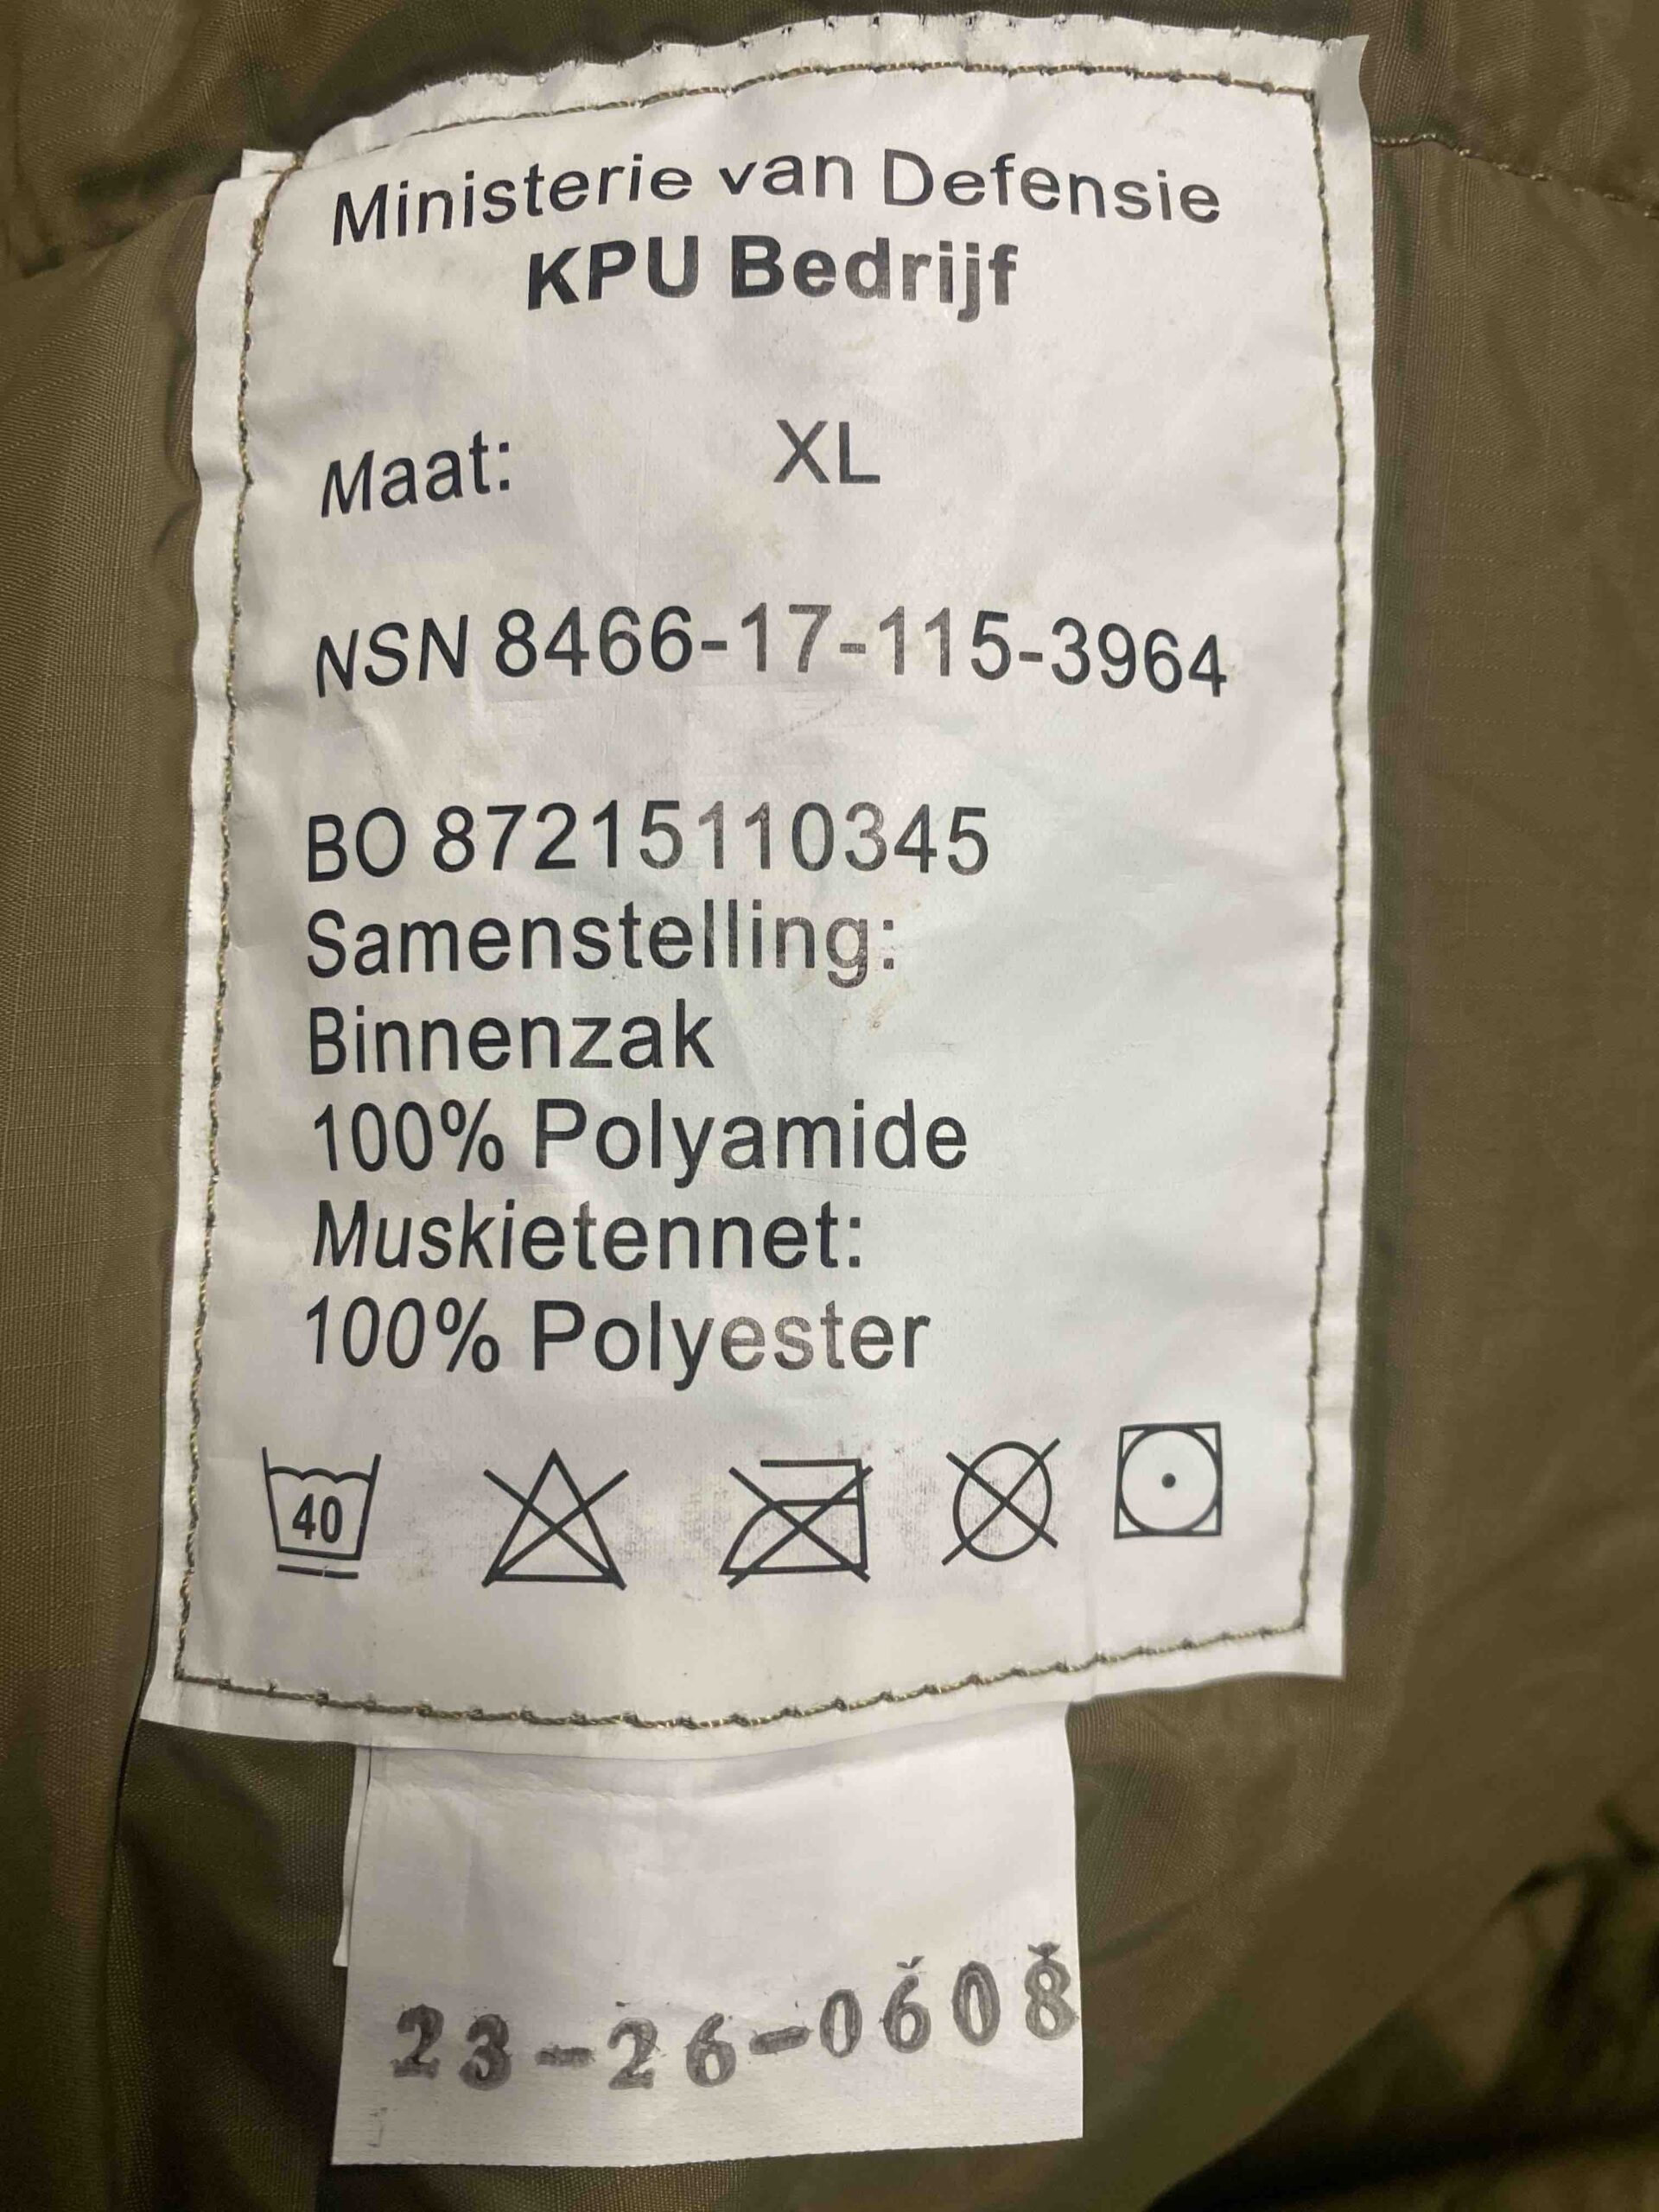 Ministerie van Defensie
KPU Bedrijf
Maat: XL
NSN 8466-17-115-3964
BO 87215110345
Samenstelling:
Binnenzak
100% Polyamide
Muskietennet:
100% Polyester
40
23-26-0608